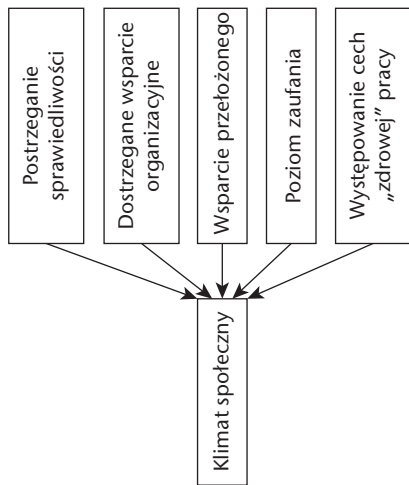 Postrzeganie
sprawiedliwości
Dostrzegane wsparcie
organizacyjne
Wsparcie przełożonego
Poziom zaufania
Występowanie cech
„zdrowej” pracy
Klimat społeczny